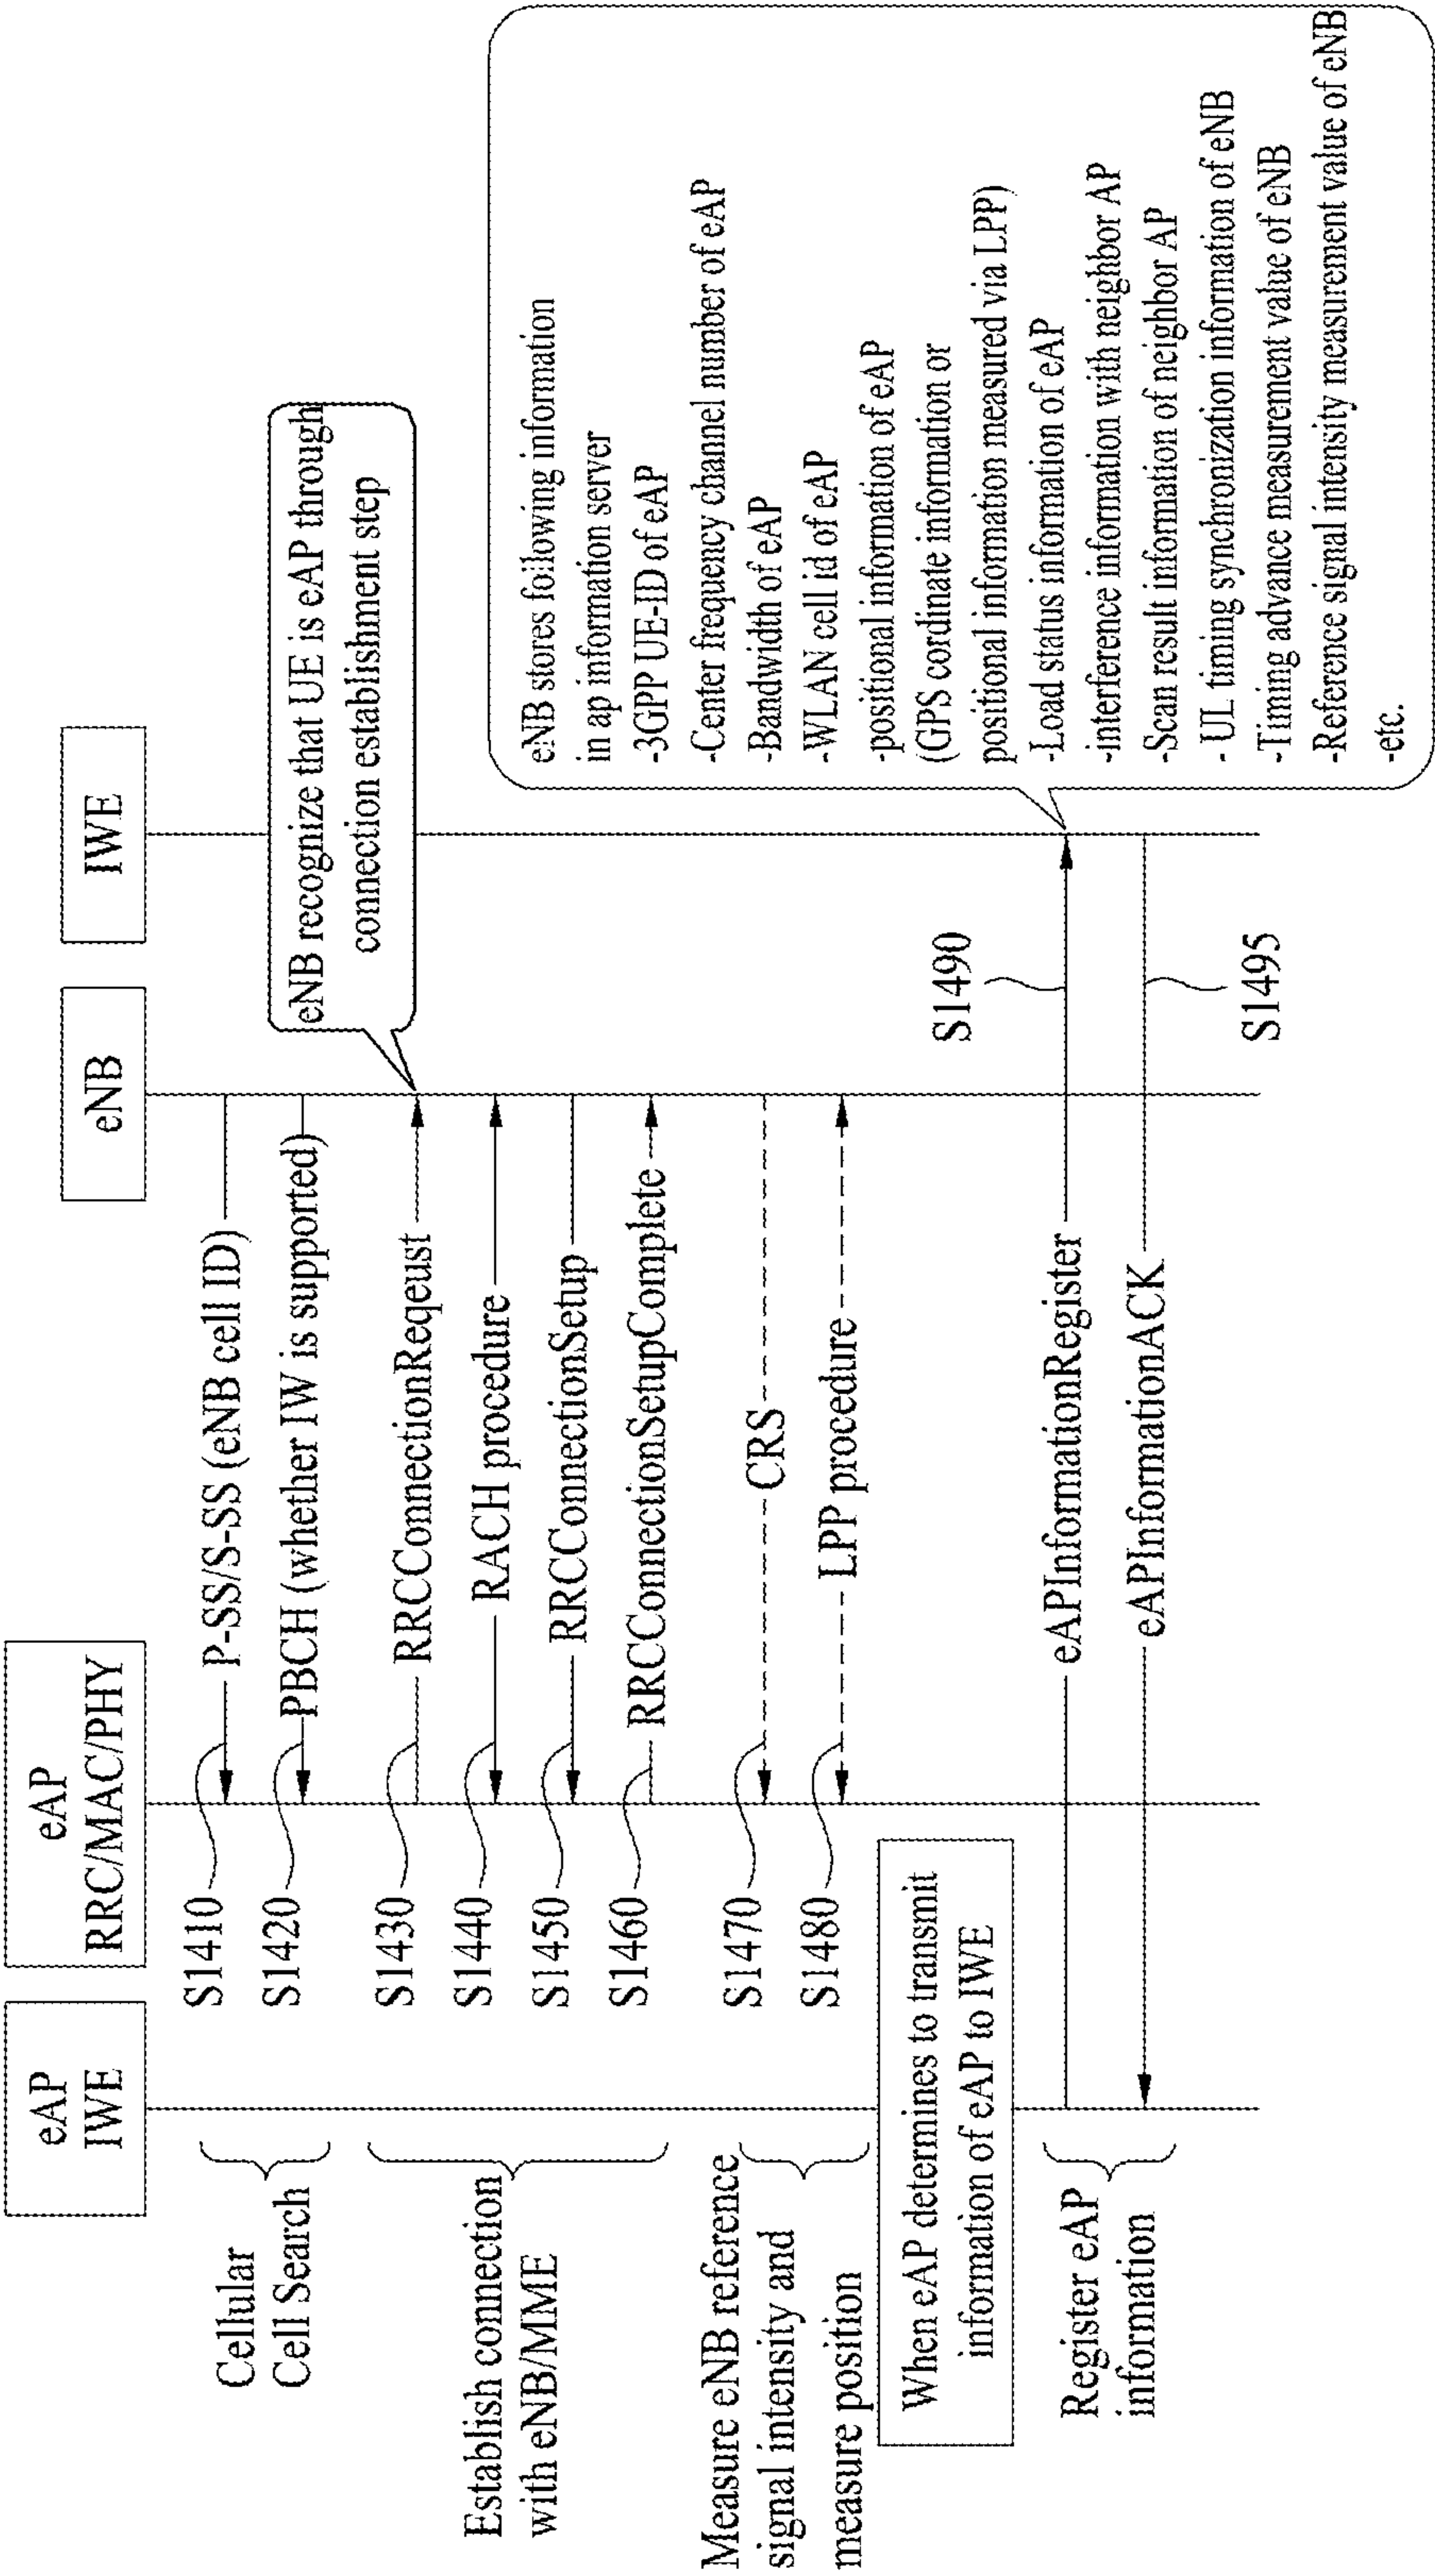 eAP
IWE
eAP
RRC/MAC/PHY
eNB
IWE
Cellular
Cell Search
S1410
P-SS/S-SS (eNB cell ID)
S1420
PBCH (whether IW is supported)
eNB recognize that UE is eAP through
connection establishment step
Establish connection
with eNB/MME
S1430
RRCConnectionReqeust
S1440
RACH procedure
S1450
RRCConnectionSetup
S1460
RRCConnectionSetupComplete
Measure eNB reference
signal intensity and
measure position
S1470
CRS
S1480
LPP procedure
When eAP determines to transmit
information of eAP to IWE
Register eAP
information
eAPInformationRegister
S1490
eAPInformationACK
S1495
eNB stores following information
in ap information server
-3GPP UE-ID of eAP
-Center frequency channel number of eAP
-Bandwidth of eAP
-WLAN cell id of eAP
-positional information of eAP
(GPS cordinate information or
positional information measured via LPP)
-Load status information of eAP
-interference information with neighbor AP
-Scan result information of neighbor AP
- UL timing synchronization information of eNB
-Timing advance measurement value of eNB
-Reference signal intensity measurement value of eNB
-etc.